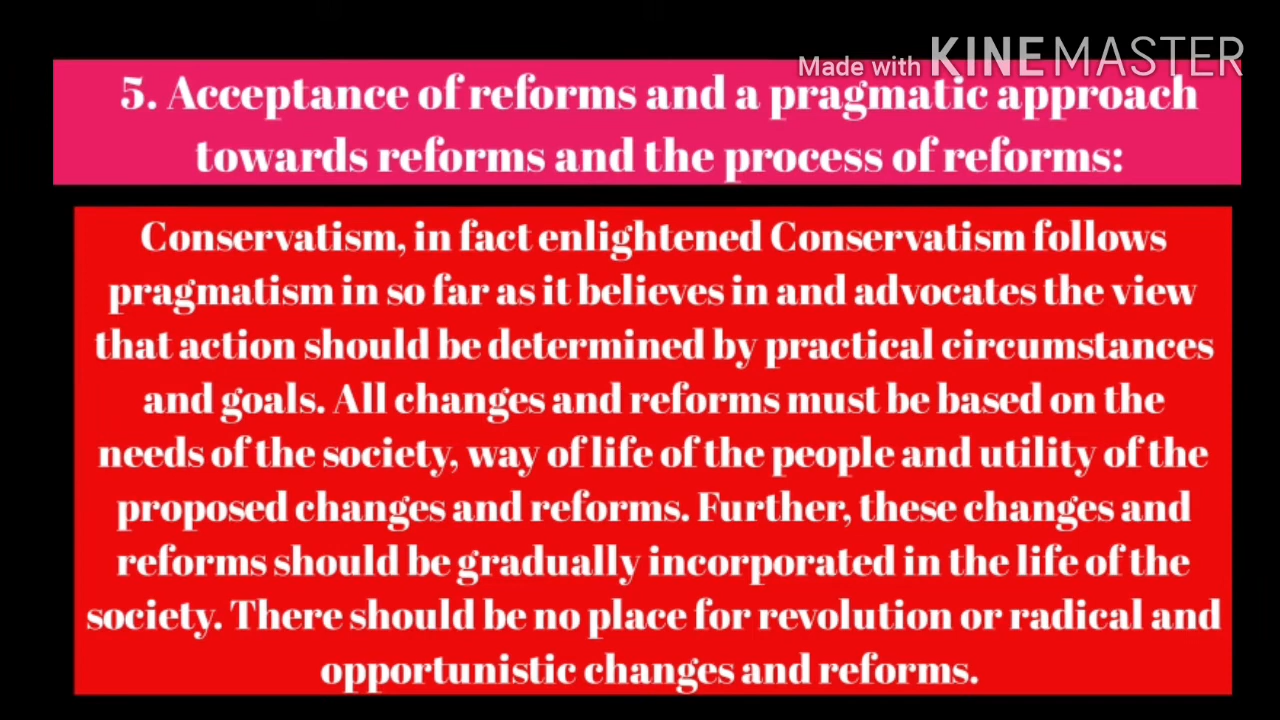 Made with KINEMASTER
5. Acceptance of reforms and a pragmatic approach
towards reforms and the process of reforms:
Conservatism, in fact enlightened Conservatism follows
pragmatism in so far as it believes in and advocates the view
that action should be determined by practical circumstances
and goals. All changes and reforms must be based on the
needs of the society, way of life of the people and utility of the
proposed changes and reforms. Further, these changes and
reforms should be gradually incorporated in the life of the
society. There should be no place for revolution or radical and
opportunistic changes and reforms.